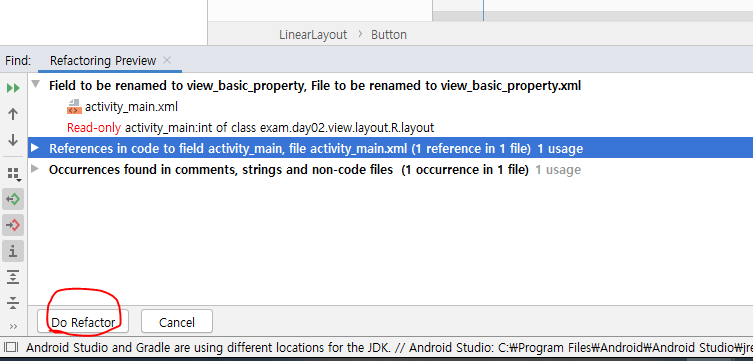 LinearLayout > Button
Find: Refactoring Preview ×
Field to be renamed to view_basic_property, File to be renamed to view_basic_property.xml
activity_main.xml
Read-only activity_main:int of class exam.day02.view.layout.R.layout
References in code to field activity_main, file activity_main.xml (1 reference in 1 file) 1 usage
Occurrences found in comments, strings and non-code files (1 occurrence in 1 file) 1 usage
Do Refactor Cancel
Android Studio and Gradle are using different locations for the JDK. // Android Studio: C:₩Program Files₩Android₩Android Studio₩jre